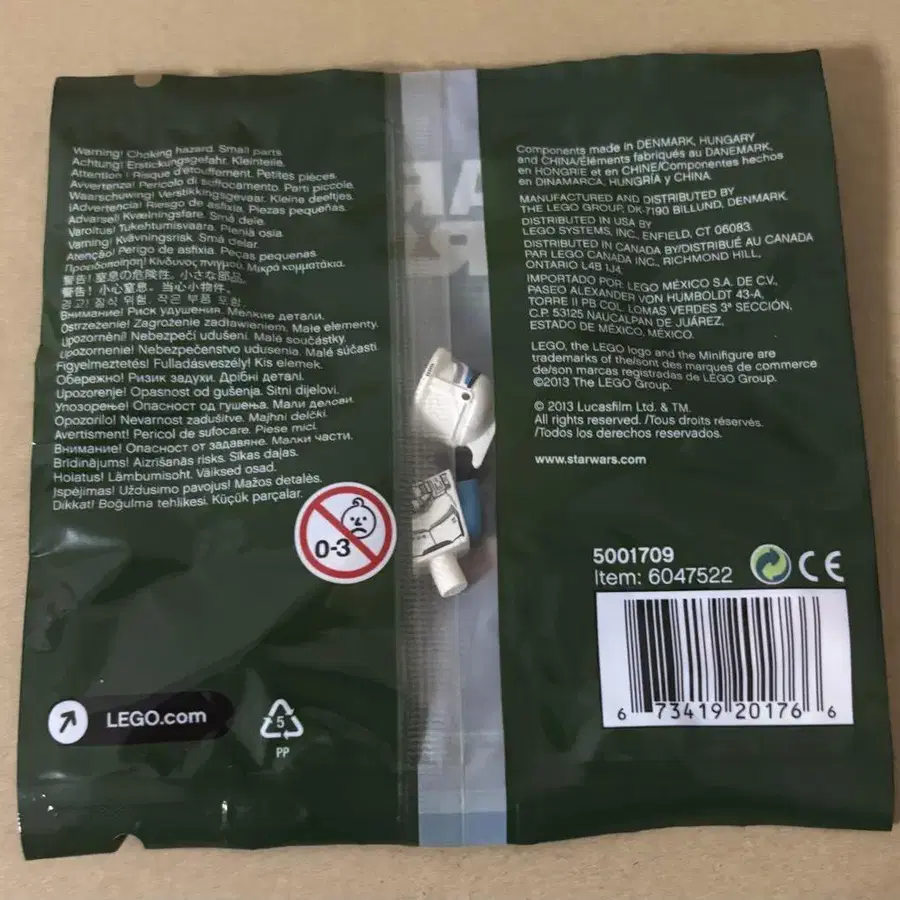 Warning! Choking hazard. Small parts
Achtung! Erstickungsgefahr. Kleinteile.
Attention ! Risque d'étouffement. Petites pièces.
Avvertenza! Pericolo di soffocamento. Parti piccole.
Waarschuwing! Verstikkingsgevaar. Kleine deeltjes.
¡Advertencia! Riesgo de asfixia. Piezas pequeñas.
Advarsel! Kvælningsfare. Små dele.
Varoitus! Tukehtumisvaara. Pieniä osia
Varning! Kvävningsrisk. Små delar.
Atenção! Perigo de asfixia. Peças pequenas.
Προειδοποίηση! Κίνδυνος πνιγμού. Μικρά κομματάκια.
警告! 窒息の危険性。小さな部品。
警告! 小心窒息。当心小物件。
경고! 질식 위험. 작은 부품 포함
Внимание! Риск удушения. Мелкие детали.
Ostrzeżenie! Zagrożenie zadławieniem. Małe elementy.
Upozornění! Nebezpečí udušení. Malé součástky.
Upozornenie! Nebezpečenstvo udusenia. Malé súčasti
Figyelmeztetés! Fulladásveszély! Kis elemek.
Обережно! Ризик задухи. Дрібні деталі.
Upozorenje! Opasnost od gušenja. Sitni dijelovi.
Упозорење! Опасност од гушења. Мали делови.
Opozorilo! Nevarnost zadušitve. Majhni delčki.
Avertisment! Pericol de sufocare. Piese mici.
Внимание! Опасност от задавяне. Малки части.
Brīdinājums! Aizrīšanās risks. Sīkas daļas.
Hoiatus! Lämbumisoht. Väiksed osad.
Įspėjimas! Uždusimo pavojus! Mažos detalės.
Dikkat! Boğulma tehlikesi. Küçük parçalar.
0-3
LEGO.com
5
PP
Components made in DENMARK, HUNGARY
and CHINA/Éléments fabriqués au DANEMARK,
en HONGRIE et en CHINE/Componentes hechos
en DINAMARCA, HUNGRÍA y CHINA.
MANUFACTURED AND DISTRIBUTED BY
THE LEGO GROUP, DK-7190 BILLUND, DENMARK.
DISTRIBUTED IN USA BY
LEGO SYSTEMS, INC., ENFIELD, CT 06083.
DISTRIBUTED IN CANADA BY/DISTRIBUÉ AU CANADA
PAR LEGO CANADA INC., RICHMOND HILL,
ONTARIO L4B 1J4.
IMPORTADO POR: LEGO MÉXICO S.A. DE C.V.,
PASEO ALEXANDER VON HUMBOLDT 43-A,
TORRE II PB COL. LOMAS VERDES 3ª SECCIÓN,
C.P. 53125 NAUCALPAN DE JUÁREZ,
ESTADO DE MÉXICO, MÉXICO.
LEGO, the LEGO logo and the Minifigure are
trademarks of the/sont des marques de commerce
de/son marcas registradas de LEGO Group.
©2013 The LEGO Group.
© 2013 Lucasfilm Ltd. & TM.
All rights reserved. /Tous droits réservés.
/Todos los derechos reservados.
www.starwars.com
5001709
Item: 6047522
CE
6 73419 20176 6